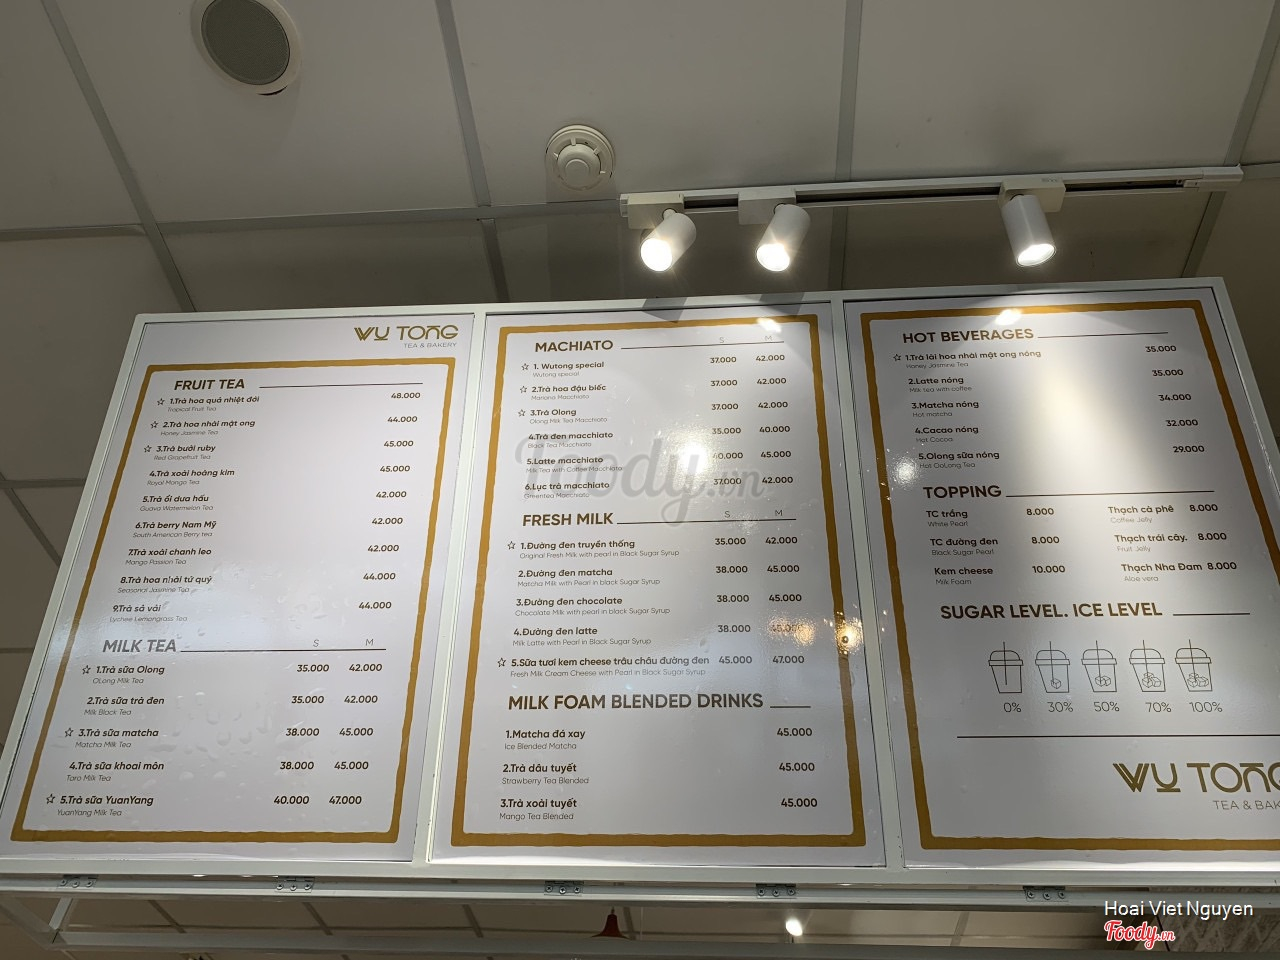 WU TONG
TEA & BAKERY
FRUIT TEA
☆ 1.Trà hoa quả nhiệt đới 48.000
Tropical Fruit Tea
☆ 2.Trà hoa nhài mật ong 44.000
Honey Jasmine Tea
☆ 3.Trà bưởi ruby 45.000
Red Grapefruit Tea
4.Trà xoài hoàng kim 45.000
Royal Mango Tea
5.Trà ổi dưa hấu 42.000
Guava Watermelon Tea
6.Trà berry Nam Mỹ 42.000
South American Berry tea
7.Trà xoài chanh leo 42.000
Mango Passion Tea
8.Trà hoa nhài tứ quý 44.000
Seasonal Jasmine Tea
9.Trà sả vải 44.000
Lychee Lemongrass Tea
MILK TEA S M
☆ 1.Trà sữa Olong 35.000 42.000
OLong Milk Tea
2.Trà sữa trà đen 35.000 42.000
Milk Black Tea
☆ 3.Trà sữa matcha 38.000 45.000
Matcha Milk Tea
4.Trà sữa khoai môn 38.000 45.000
Taro Milk Tea
☆ 5.Trà sữa YuanYang 40.000 47.000
YuanYang Milk Tea
MACHIATO S M
☆ 1. Wutong special 37.000 42.000
Wutong special
☆ 2.Trà hoa đậu biếc 37.000 42.000
Mariana Macchiato
☆ 3.Trà Olong 37.000 42.000
Olong Milk Tea Macchiato
4.Trà đen macchiato 35.000 40.000
Black Tea Macchiato
5.Latte macchiato 40.000 45.000
Milk Tea with Coffee Macchiato
6.Lục trà macchiato 37.000 42.000
Greentea Macchiato
FRESH MILK S M
☆ 1.Đường đen truyền thống 35.000 42.000
Original Fresh Milk with pearl in Black Sugar Syrup
2.Đường đen matcha 38.000 45.000
Matcha Milk with Pearl in black Sugar Syrup
3.Đường đen chocolate 38.000 45.000
Chocolate Milk with pearl in black Sugar Syrup
4.Đường đen latte 38.000 45.000
Milk Latte with Pearl in Black Sugar Syrup
☆ 5.Sữa tươi kem cheese trâu châu đường đen 45.000 47.000
Fresh Milk Cream Cheese with Pearl in Black Sugar Syrup
MILK FOAM BLENDED DRINKS
1.Matcha đá xay 45.000
Ice Blended Matcha
2.Trà dâu tuyết 45.000
Strawberry Tea Blended
3.Trà xoài tuyết 45.000
Mango Tea Blended
HOT BEVERAGES
☆ 1.Trà lài hoa nhài mật ong nóng 35.000
Honey Jasmine Tea
2.Latte nóng 35.000
Milk Tea with coffee
3.Matcha nóng 34.000
Hot matcha
4.Cacao nóng 32.000
Hot Cocoa
5.Olong sữa nóng 29.000
Hot OoLong Tea
TOPPING
TC trắng 8.000 Thạch cà phê 8.000
White Pearl Coffee Jelly
TC đường đen 8.000 Thạch trái cây. 8.000
Black Sugar Pearl Fruit Jelly
Kem cheese 10.000 Thạch Nha Đam 8.000
Milk Foam Aloe vera
SUGAR LEVEL. ICE LEVEL
0% 30% 50% 70% 100%
WU TONG
TEA & BAK
Foody.vn
Hoai Viet Nguyen
Foody.vn